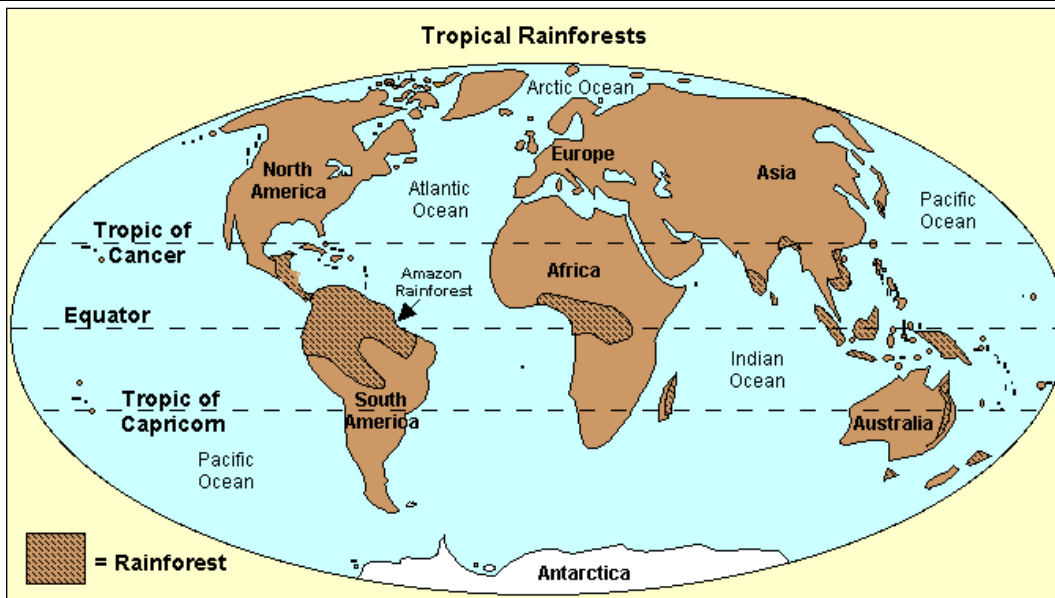 Tropical Rainforests
Arctic Ocean
North
America
Europe
Asia
Atlantic
Ocean
Pacific
Ocean
Tropic of
Cancer
Africa
Amazon
Rainforest
Equator
Indian
Ocean
Tropic of
Capricorn
South
America
Australia
Pacific
Ocean
= Rainforest
Antarctica